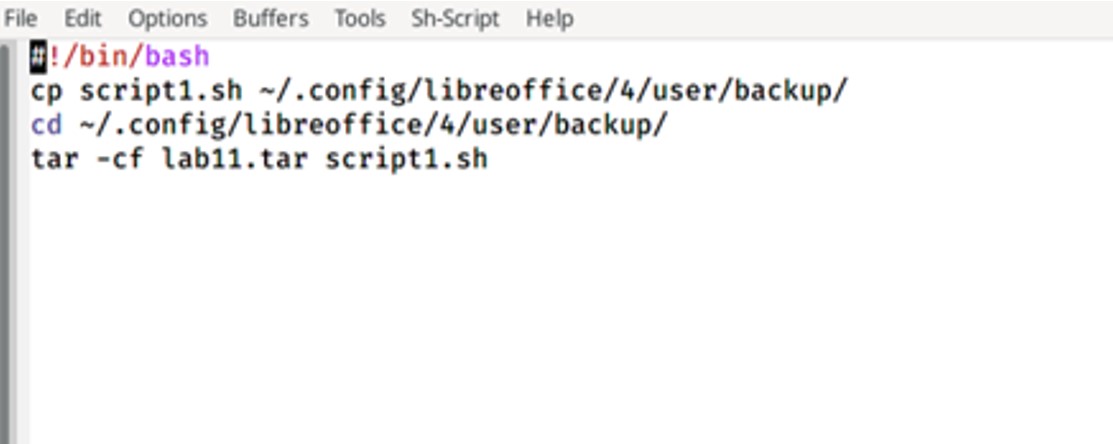 File Edit Options Buffers Tools Sh-Script Help
#!/bin/bash
cp script1.sh ~/.config/libreoffice/4/user/backup/
cd ~/.config/libreoffice/4/user/backup/
tar -cf lab11.tar script1.sh